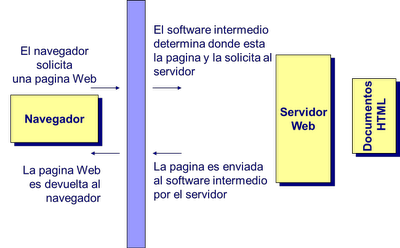 El navegador
solicita
una pagina Web
El software intermedio
determina donde esta
la pagina y la solicita al
servidor
Navegador
Servidor
Web
Documentos
HTML
La pagina Web
es devuelta al
navegador
La pagina es enviada
al software intermedio
por el servidor